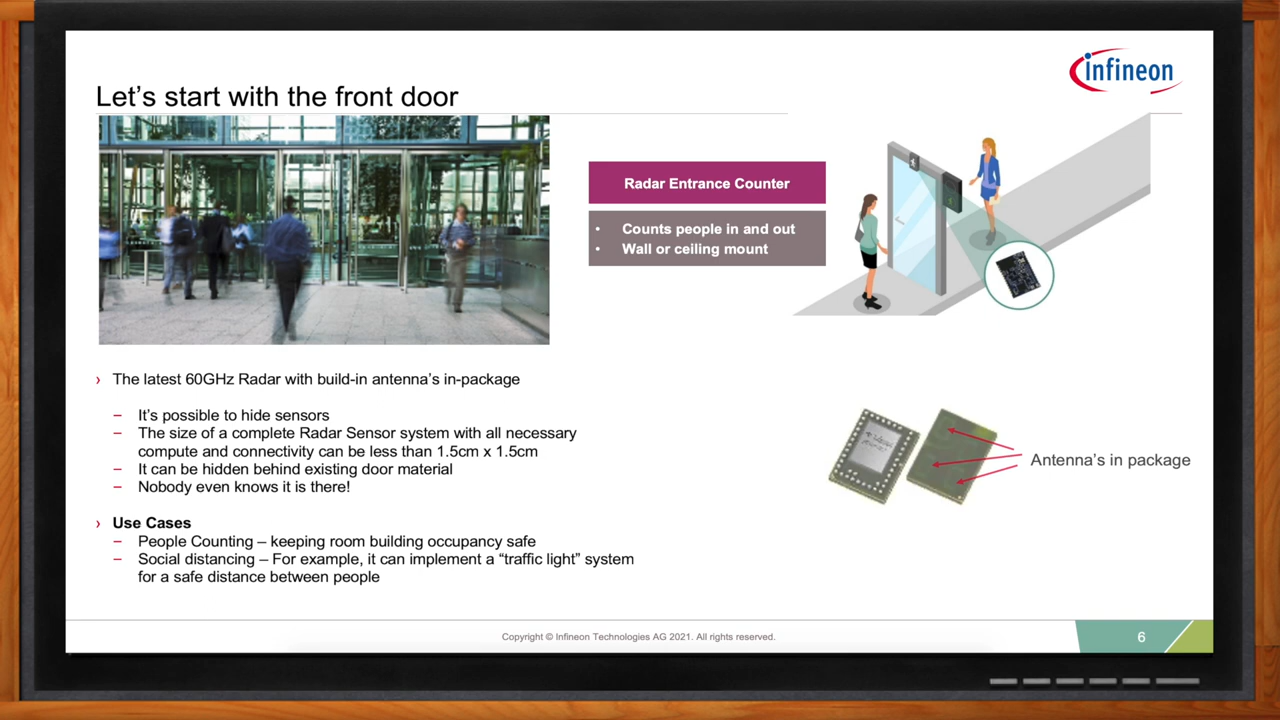 infineon
Let's start with the front door
Radar Entrance Counter
• Counts people in and out
• Wall or ceiling mount
› The latest 60GHz Radar with build-in antenna's in-package
– It's possible to hide sensors
– The size of a complete Radar Sensor system with all necessary
compute and connectivity can be less than 1.5cm x 1.5cm
– It can be hidden behind existing door material
– Nobody even knows it is there!
Antenna's in package
› Use Cases
– People Counting – keeping room building occupancy safe
– Social distancing – For example, it can implement a “traffic light” system
for a safe distance between people
Copyright © Infineon Technologies AG 2021. All rights reserved.
6